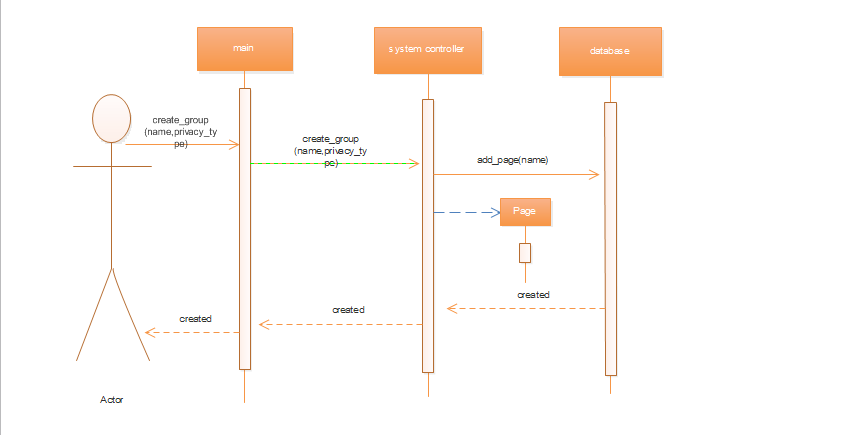 main
system controller
database
create_group
(name,privacy_ty
pe)
create_group
(name,privacy_ty
pe)
add_page(name)
Page
created
created
created
Actor